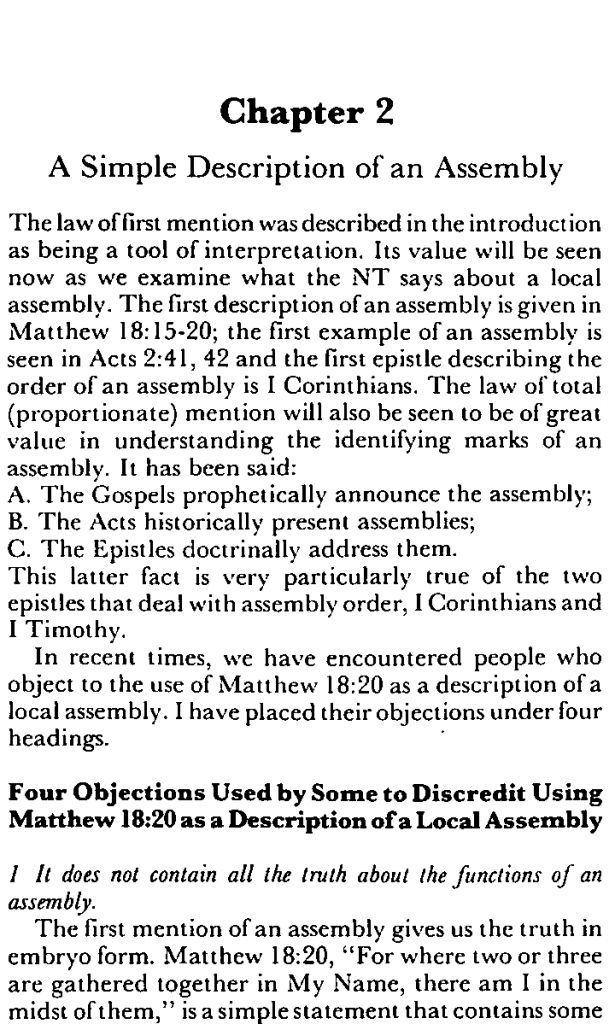 Chapter 2
A Simple Description of an Assembly
The law of first mention was described in the introduction
as being a tool of interpretation. Its value will be seen
now as we examine what the NT says about a local
assembly. The first description of an assembly is given in
Matthew 18:15-20; the first example of an assembly is
seen in Acts 2:41, 42 and the first epistle describing the
order of an assembly is I Corinthians. The law of total
(proportionate) mention will also be seen to be of great
value in understanding the identifying marks of an
assembly. It has been said:
A. The Gospels prophetically announce the assembly;
B. The Acts historically present assemblies;
C. The Epistles doctrinally address them.
This latter fact is very particularly true of the two
epistles that deal with assembly order, I Corinthians and
I Timothy.
In recent times, we have encountered people who
object to the use of Matthew 18:20 as a description of a
local assembly. I have placed their objections under four
headings.
Four Objections Used by Some to Discredit Using
Matthew 18:20 as a Description of a Local Assembly
1 It does not contain all the truth about the functions of an
assembly.
The first mention of an assembly gives us the truth in
embryo form. Matthew 18:20, "For where two or three
are gathered together in My Name, there am I in the
midst of them," is a simple statement that contains some